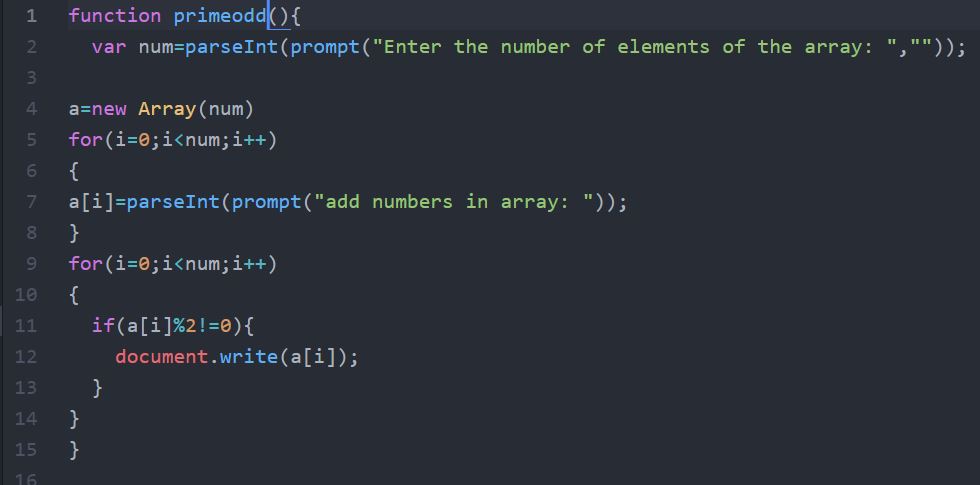 1 function primeodd(){
2 var num=parseInt(prompt("Enter the number of elements of the array: ",""));
3
4 a=new Array(num)
5 for(i=0;i<num;i++)
6 {
7 a[i]=parseInt(prompt("add numbers in array: "));
8 }
9 for(i=0;i<num;i++)
10 {
11 if(a[i]%2!=0){
12 document.write(a[i]);
13 }
14 }
15 }
16